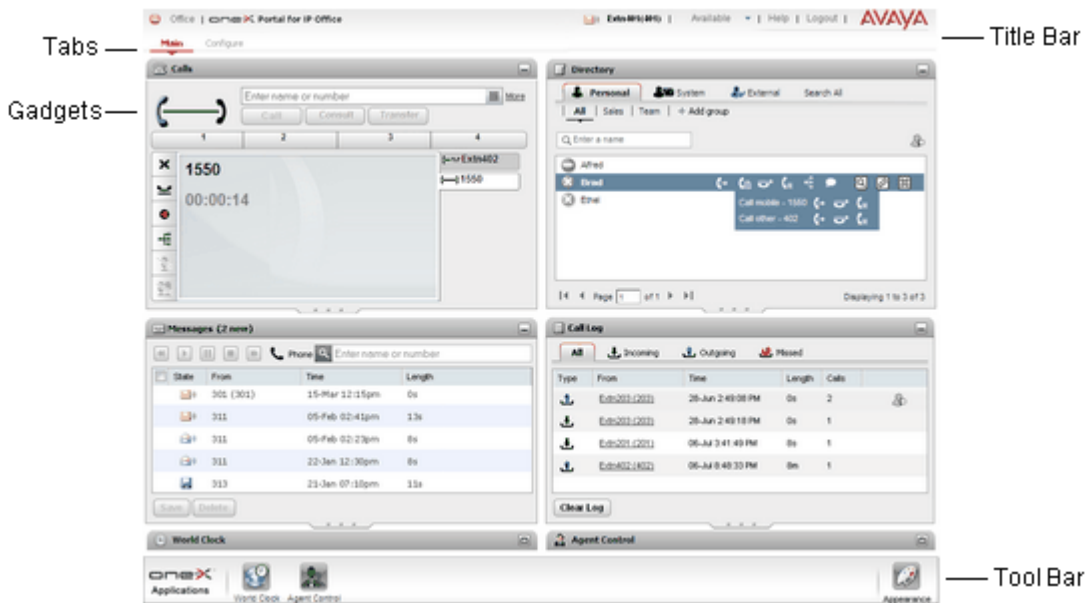 Office | one-X Portal for IP Office
Extn401(401) | Available | Help | Logout | AVAYA
Tabs
Main Configure
Title Bar
Gadgets
Calls
Enter name or number More
Call Consult Transfer
1 2 3 4
1550
00:00:14
Extn402
1550
Directory
Personal System External Search All
All | Sales | Team | + Add group
Enter a name
Alfred
Brad
Ethel
Call mobile - 1550
Call other - 402
Page 1 of 1
Displaying 1 to 3 of 3
Messages (2 new)
Phone Enter name or number
State From Time Length
301 (301) 15-Mar 12:15pm 0s
311 05-Feb 02:41pm 13s
311 05-Feb 02:23pm 8s
311 22-Jan 12:30pm 8s
313 21-Jan 07:10pm 11s
Save Delete
Call Log
All Incoming Outgoing Missed
Type From Time Length Calls
Extn203 (203) 28-Jun 2:49:08 PM 0s 2
Extn203 (203) 28-Jun 2:49:18 PM 0s 1
Extn201 (201) 06-Jul 3:41:49 PM 8s 1
Extn402 (402) 06-Jul 8:48:33 PM 8m 1
Clear Log
World Clock
Agent Control
one-X
Applications
World Clock Agent Control
Appearance
Tool Bar